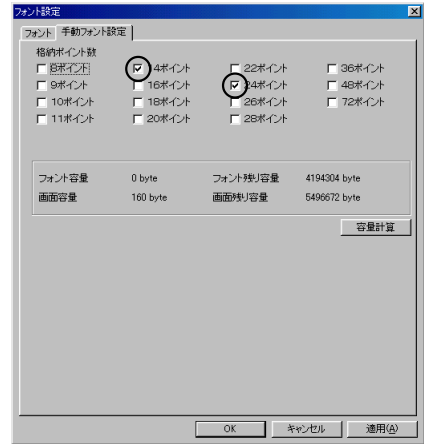 フォント設定
フォント 手動フォント設定
格納ポイント数
8ポイント 4ポイント 22ポイント 36ポイント
9ポイント 16ポイント 24ポイント 48ポイント
10ポイント 18ポイント 26ポイント 72ポイント
11ポイント 20ポイント 28ポイント
フォント容量 0 byte フォント残り容量 4194304 byte
画面容量 160 byte 画面残り容量 5496672 byte
容量計算
OK キャンセル 適用(A)